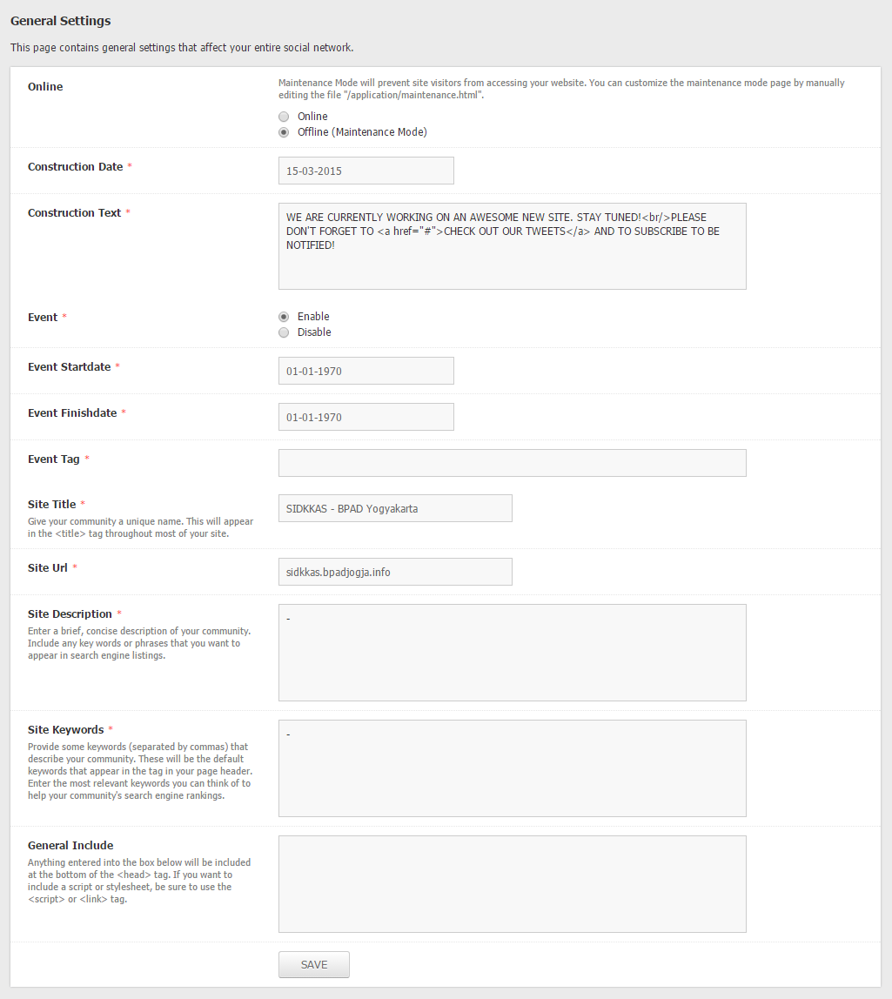 General Settings
This page contains general settings that affect your entire social network.
Online
Maintenance Mode will prevent site visitors from accessing your website. You can customize the maintenance mode page by manually
editing the file "/application/maintenance.html".
Online
Offline (Maintenance Mode)
Construction Date *
15-03-2015
Construction Text *
WE ARE CURRENTLY WORKING ON AN AWESOME NEW SITE. STAY TUNED!<br/>PLEASE
DON'T FORGET TO <a href="#">CHECK OUT OUR TWEETS</a> AND TO SUBSCRIBE TO BE
NOTIFIED!
Event *
Enable
Disable
Event Startdate *
01-01-1970
Event Finishdate *
01-01-1970
Event Tag *
Site Title *
Give your community a unique name. This will appear
in the <title> tag throughout most of your site.
SIDKKAS - BPAD Yogyakarta
Site Url *
sidkkas.bpadjogja.info
Site Description *
Enter a brief, concise description of your community.
Include any key words or phrases that you want to
appear in search engine listings.
-
Site Keywords *
Provide some keywords (separated by commas) that
describe your community. These will be the default
keywords that appear in the tag in your page header.
Enter the most relevant keywords you can think of to
help your community's search engine rankings.
-
General Include
Anything entered into the box below will be included
at the bottom of the <head> tag. If you want to
include a script or stylesheet, be sure to use the
<script> or <link> tag.
SAVE